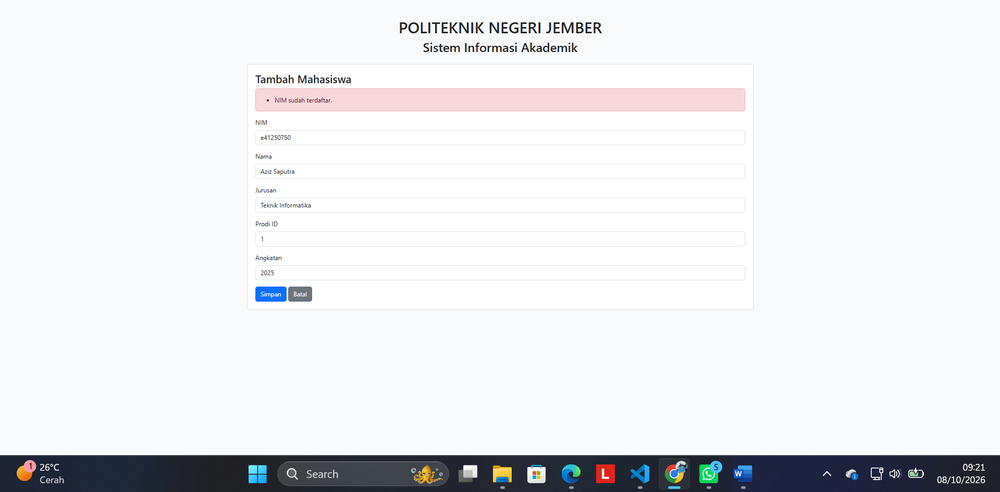 POLITEKNIK NEGERI JEMBER
Sistem Informasi Akademik
Tambah Mahasiswa
NIM sudah terdaftar.
NIM
e41250750
Nama
Aziz Saputra
Jurusan
Teknik Informatika
Prodi ID
1
Angkatan
2025
Simpan Batal
1
26°C
Cerah
Search
L
5
W
09:21
08/10/2026